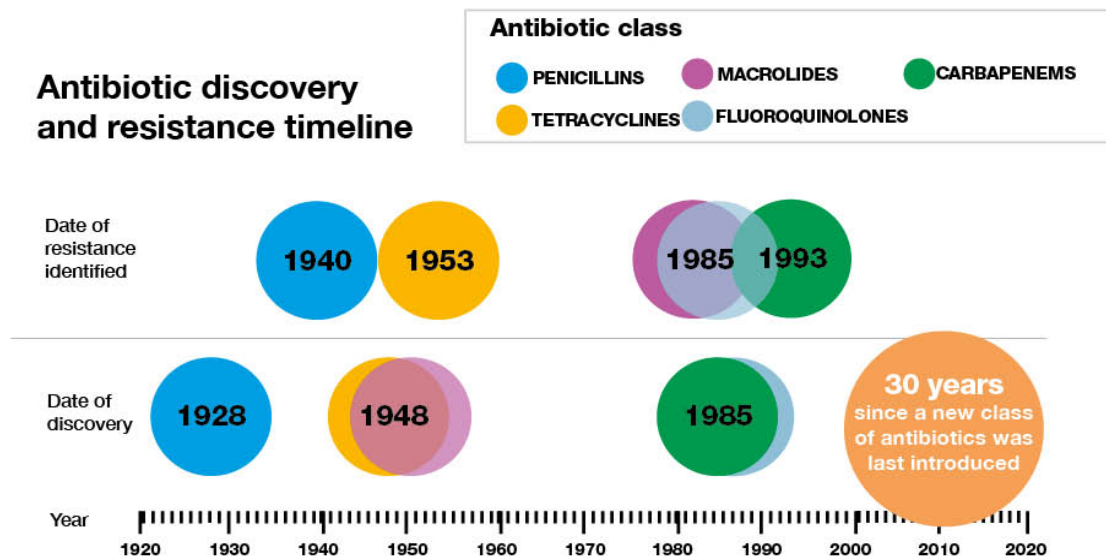 Antibiotic class
PENICILLINS
MACROLIDES
CARBAPENEMS
TETRACYCLINES
FLUOROQUINOLONES
Antibiotic discovery
and resistance timeline
Date of
resistance
identified
1940
1953
1985
1993
Date of
discovery
1928
1948
1985
30 years
since a new class
of antibiotics was
last introduced
Year
1920
1930
1940
1950
1960
1970
1980
1990
2000
2010
2020